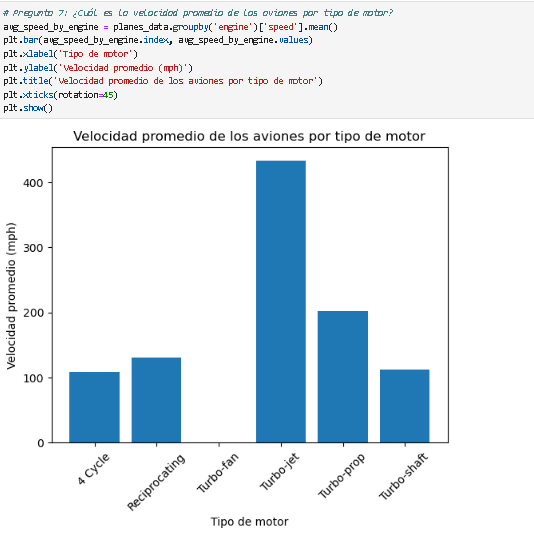 # Pregunta 7: ¿Cuál es la velocidad promedio de los aviones por tipo de motor?
avg_speed_by_engine = planes_data.groupby('engine')['speed'].mean()
plt.bar(avg_speed_by_engine.index, avg_speed_by_engine.values)
plt.xlabel('Tipo de motor')
plt.ylabel('Velocidad promedio (mph)')
plt.title('Velocidad promedio de los aviones por tipo de motor')
plt.xticks(rotation=45)
plt.show()
Velocidad promedio de los aviones por tipo de motor
Velocidad promedio (mph)
400
300
200
100
0
4 Cycle
Reciprocating
Turbo-fan
Turbo-jet
Turbo-prop
Turbo-shaft
Tipo de motor